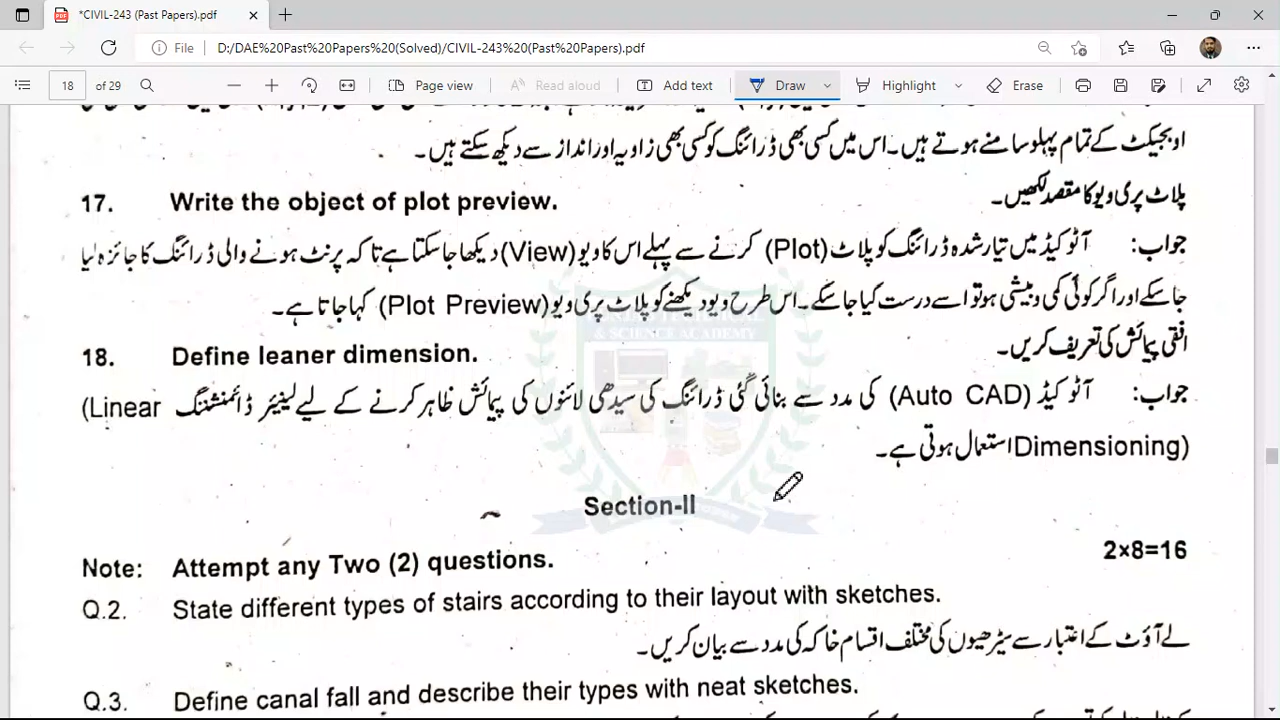 *CIVIL-243 (Past Papers).pdf
File D:/DAE%20Past%20Papers%20(Solved)/CIVIL-243%20(Past%20Papers).pdf
18 of 29 Page view Read aloud Add text Draw Highlight Erase
اوبجیکٹ کے تمام پہلو سامنے ہوتے ہیں۔ اس میں کسی بھی ڈرائنگ کو کسی بھی زاویہ اور انداز سے دیکھ سکتے ہیں۔
17. Write the object of plot preview. پلاٹ پری ویو کا مقصد لکھیں۔
جواب: آٹو کیڈ میں تیار شدہ ڈرائنگ کو پلاٹ (Plot) کرنے سے پہلے اس کا ویو (View) دیکھا جا سکتا ہے تا کہ پرنٹ ہونے والی ڈرائنگ کا جائزہ لیا
جا سکے اور اگر کوئی کمی و بیشی ہو تو اسے درست کیا جا سکے۔ اس طرح ویو دیکھنے کو پلاٹ پری ویو (Plot Preview) کہا جاتا ہے۔
& SCIENCE ACADEMY
18. Define leaner dimension. افقی پیمائش کی تعریف کریں۔
جواب: آٹو کیڈ (Auto CAD) کی مدد سے بنائی گئی ڈرائنگ کی سیدھی لائنوں کی پیمائش ظاہر کرنے کے لیے لینیئر ڈائمنشننگ (Linear
Dimensioning) استعمال ہوتی ہے۔
Section-II
Note: Attempt any Two (2) questions. 2×8=16
Q.2. State different types of stairs according to their layout with sketches.
لے آؤٹ کے اعتبار سے سیڑھیوں کی مختلف اقسام خاکہ کی مدد سے بیان کریں۔
Q.3. Define canal fall and describe their types with neat sketches.